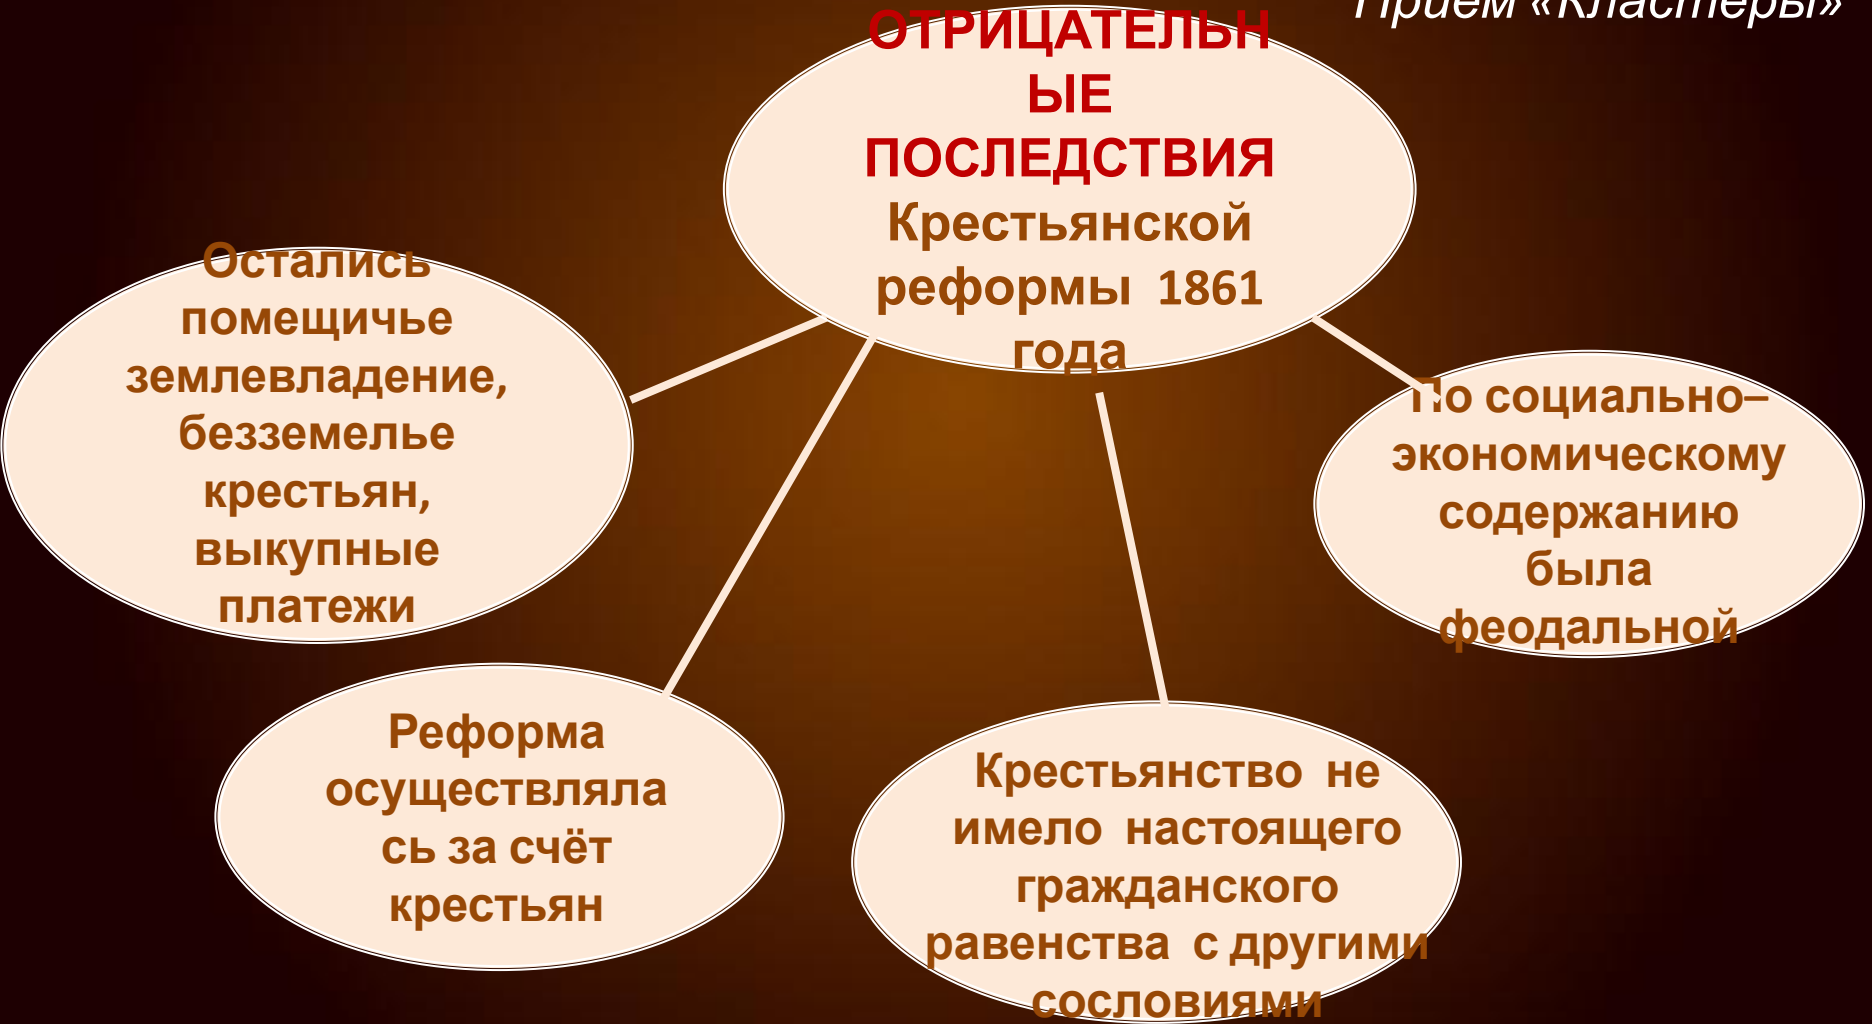 Приём «Кластеры»
ОТРИЦАТЕЛЬН
ЫЕ
ПОСЛЕДСТВИЯ
Крестьянской
реформы 1861
года
Остались
помещичье
землевладение,
безземелье
крестьян,
выкупные
платежи
Реформа
осуществляла
сь за счёт
крестьян
Крестьянство не
имело настоящего
гражданского
равенства с другими
сословиями
По социально–
экономическому
содержанию
была
феодальной